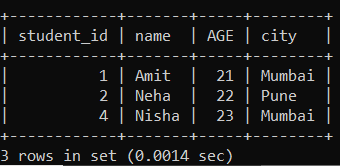 +------------+-------+-----+--------+
| student_id | name  | AGE | city   |
+------------+-------+-----+--------+
|          1 | Amit  |  21 | Mumbai |
|          2 | Neha  |  22 | Pune   |
|          4 | Nisha |  23 | Mumbai |
+------------+-------+-----+--------+
3 rows in set (0.0014 sec)